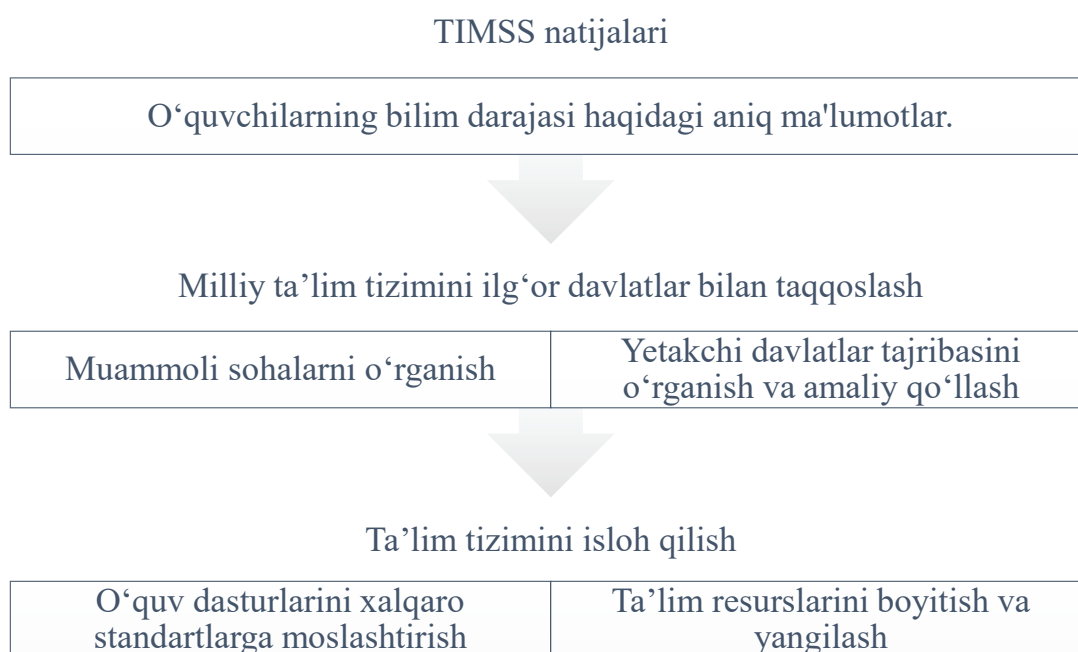 TIMSS natijalari
O‘quvchilarning bilim darajasi haqidagi aniq ma'lumotlar.
Milliy ta’lim tizimini ilg‘or davlatlar bilan taqqoslash
Muammoli sohalarni o‘rganish
Yetakchi davlatlar tajribasini
o‘rganish va amaliy qo‘llash
Ta’lim tizimini isloh qilish
O‘quv dasturlarini xalqaro
standartlarga moslashtirish
Ta’lim resurslarini boyitish va
yangilash